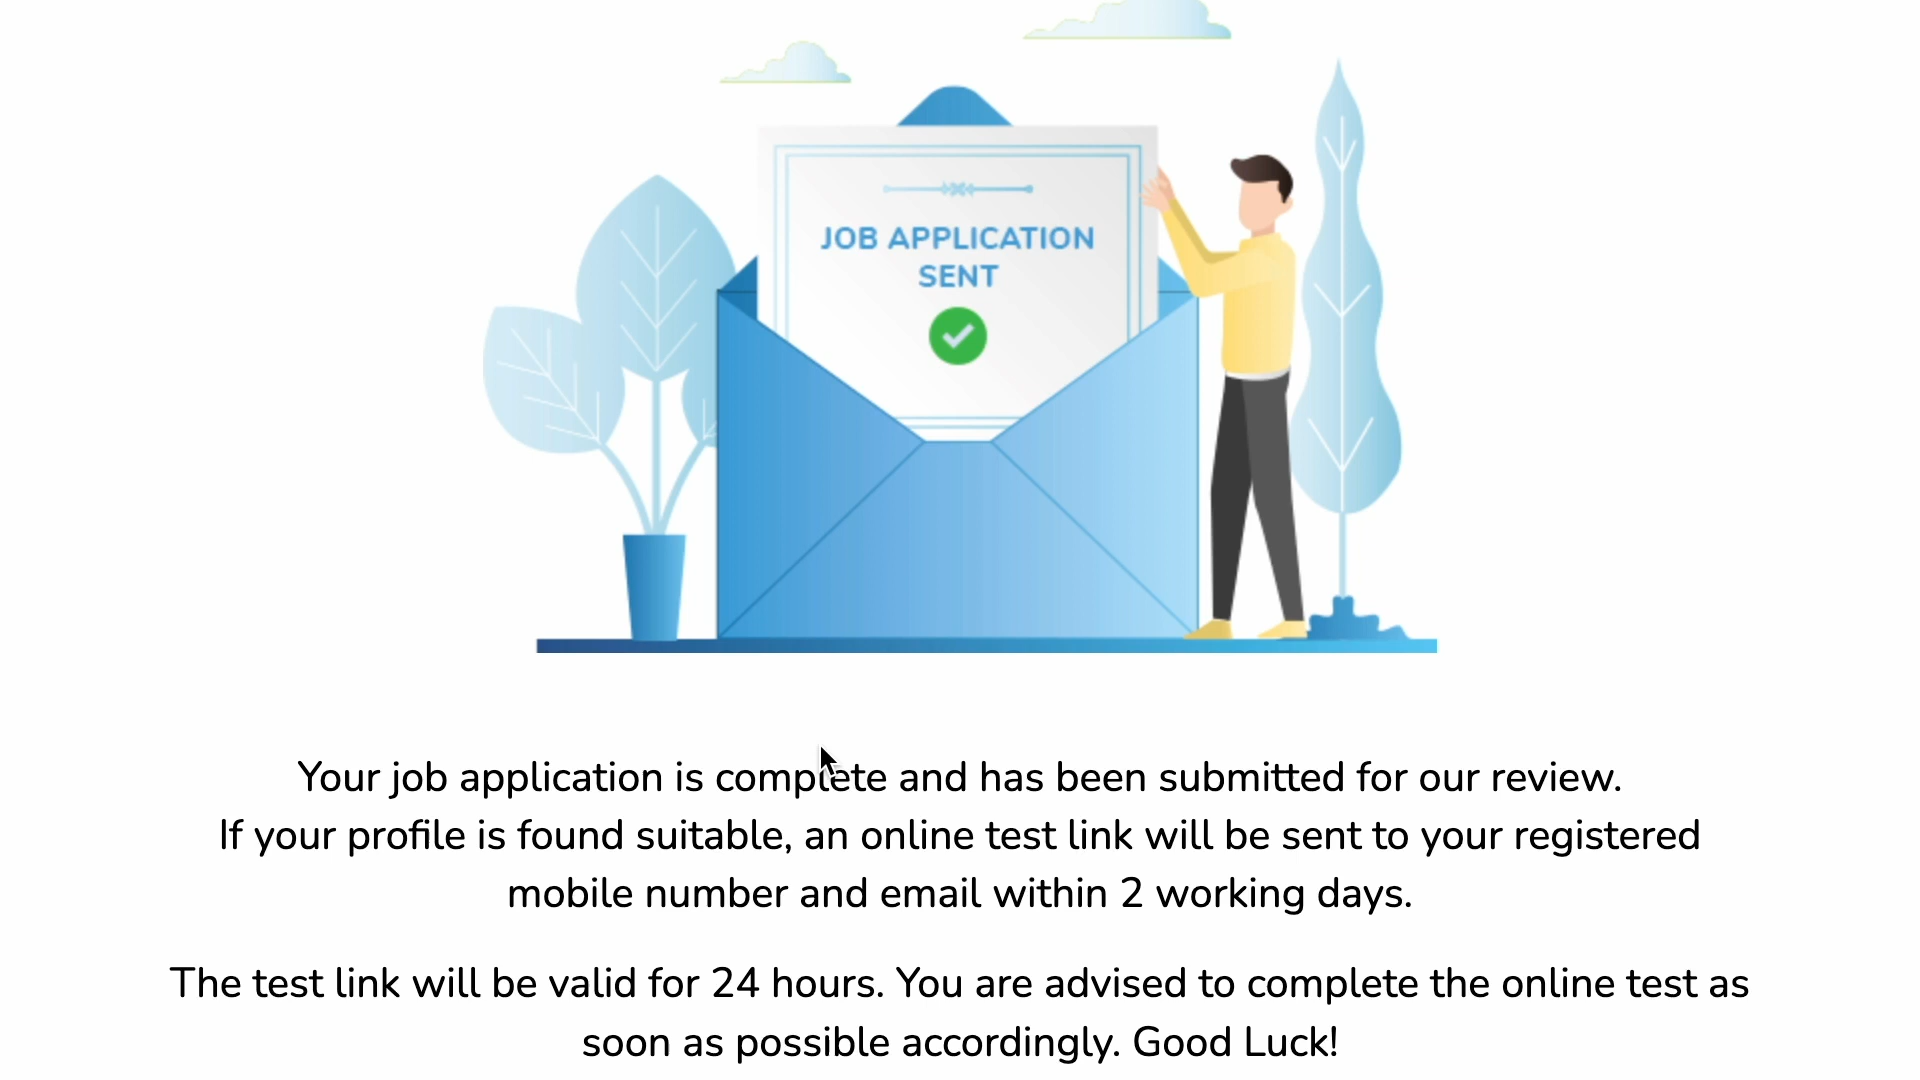 JOB APPLICATION
SENT
Your job application is complete and has been submitted for our review.
If your profile is found suitable, an online test link will be sent to your registered
mobile number and email within 2 working days.
The test link will be valid for 24 hours. You are advised to complete the online test as
soon as possible accordingly. Good Luck!